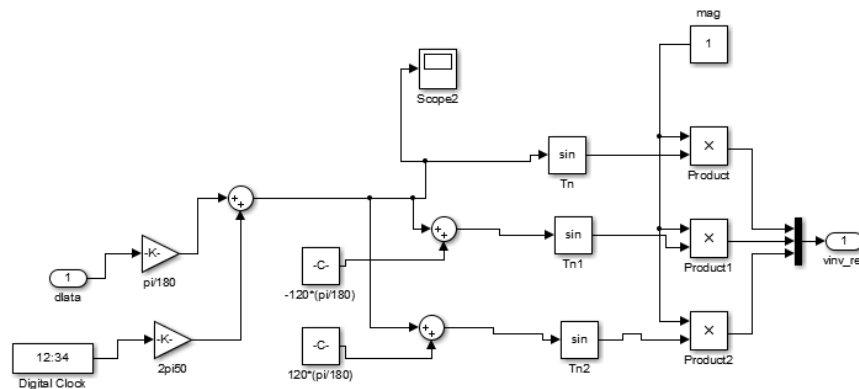 mag
1
Scope2
sin
Tn
×
Product
1
dlata
-K-
pi/180
-C-
-120*(pi/180)
sin
Tn1
×
Product1
1
vinv_re
12:34
Digital Clock
-K-
2pi50
-C-
120*(pi/180)
sin
Tn2
×
Product2